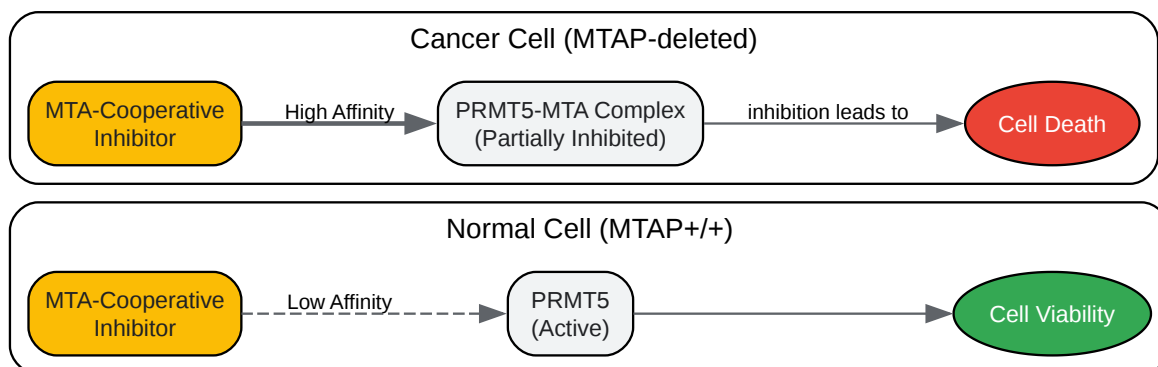 Cancer Cell (MTAP-deleted)
MTA-Cooperative
Inhibitor
High Affinity
PRMT5-MTA Complex
(Partially Inhibited)
inhibition leads to
Cell Death
Normal Cell (MTAP+/+)
MTA-Cooperative
Inhibitor
Low Affinity
PRMT5
(Active)
Cell Viability